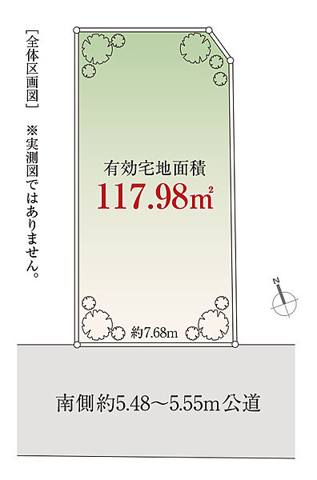 ［全体区画図］ ※実測図ではありません。
有効宅地面積
117.98㎡
約7.68m
N
南側約5.48～5.55m公道